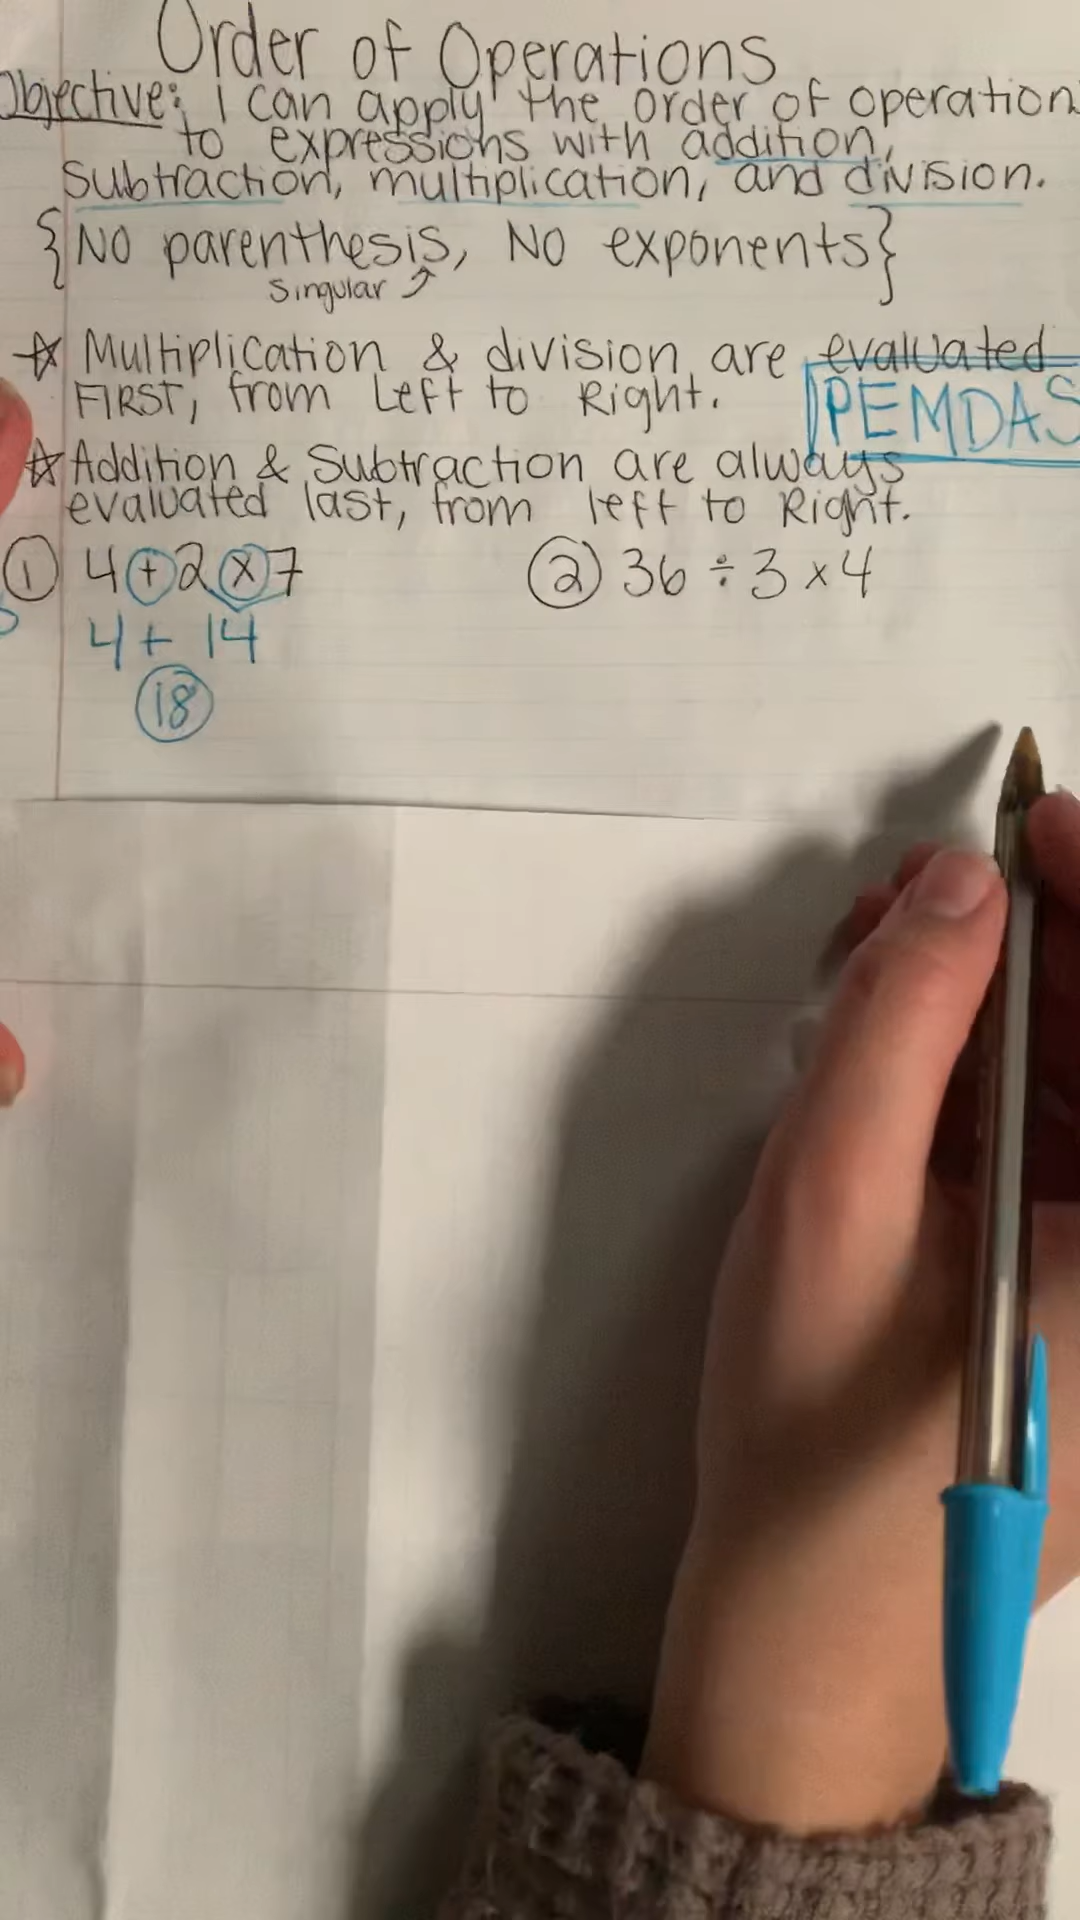 Order of Operations
Objective: I can apply the order of operation
to expressions with addition,
Subtraction, multiplication, and division.
{NO parenthesis, NO exponents}
Singular
☆ Multiplication & division are evaluated
FIRST, from Left to Right.
PEMDAS
☆ Addition & Subtraction are always
evaluated last, from left to Right.
① 4 + 2 × 7
② 36 ÷ 3 × 4
4 + 14
18